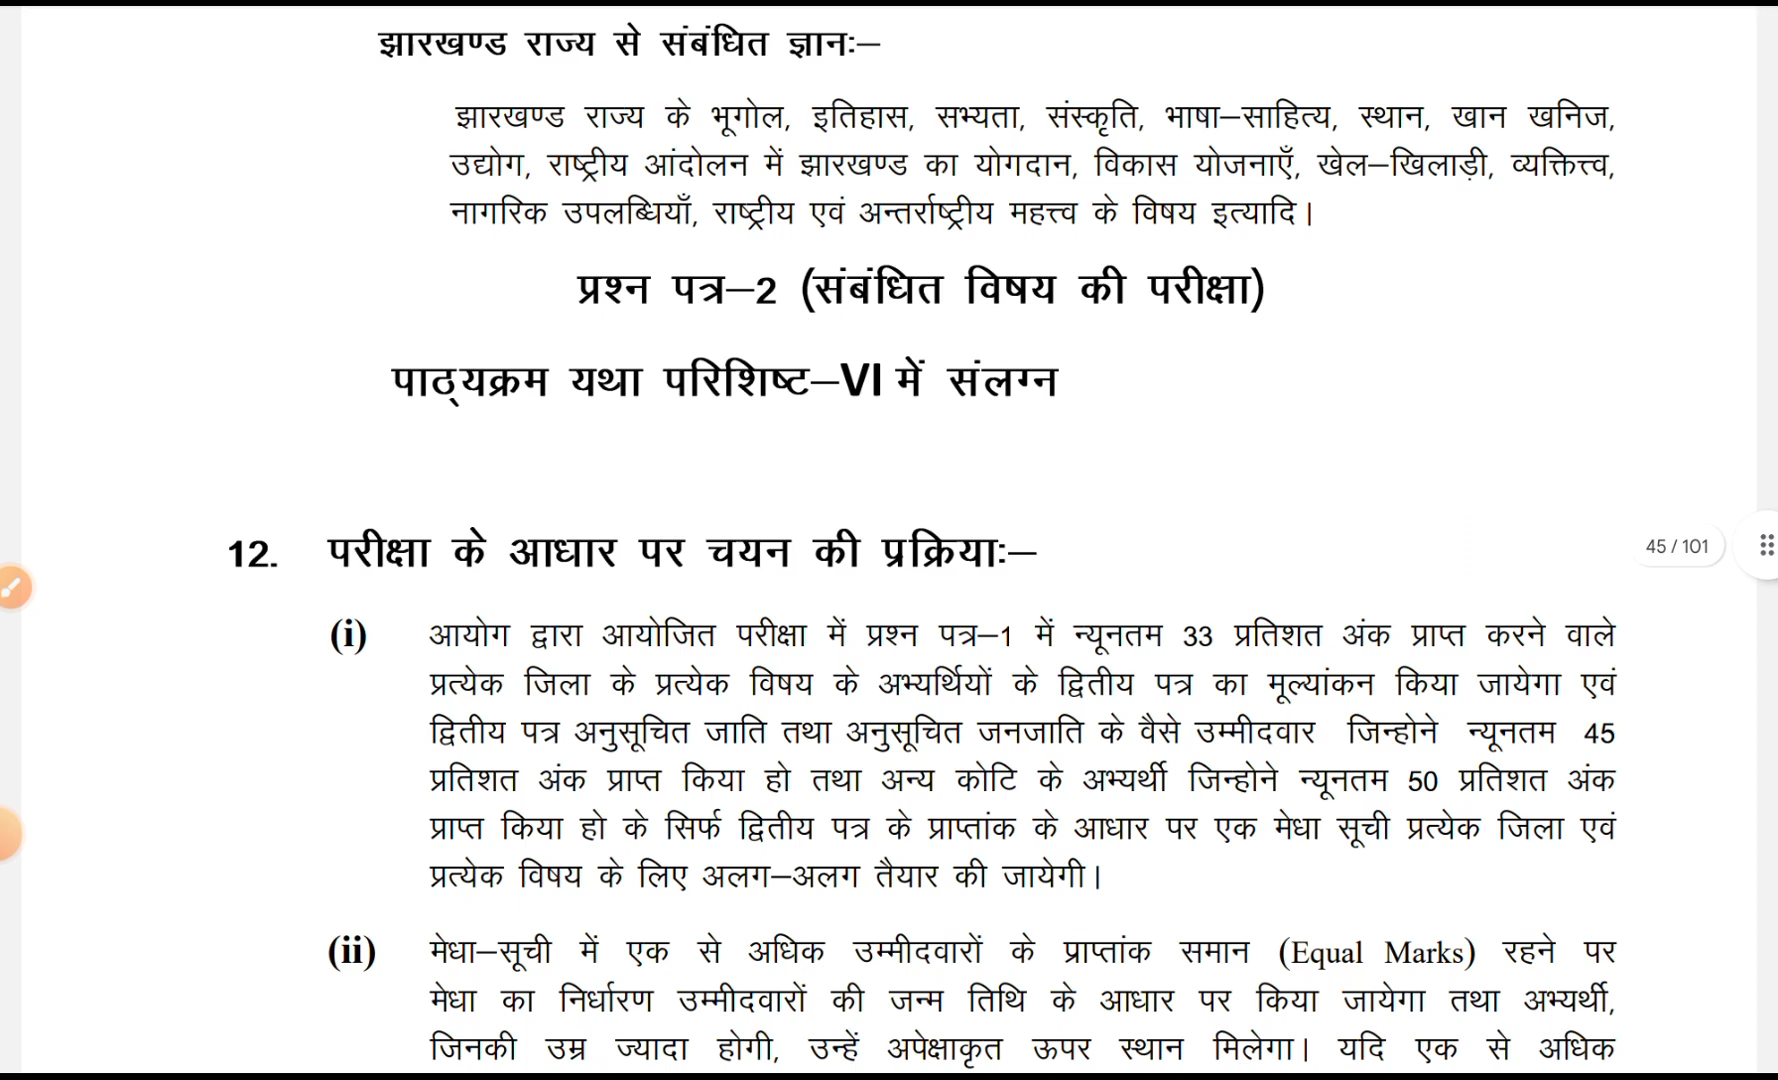 झारखण्ड राज्य से संबंधित ज्ञानः–
झारखण्ड राज्य के भूगोल, इतिहास, सभ्यता, संस्कृति, भाषा–साहित्य, स्थान, खान खनिज,
उद्योग, राष्ट्रीय आंदोलन में झारखण्ड का योगदान, विकास योजनाएँ, खेल–खिलाड़ी, व्यक्तित्त्व,
नागरिक उपलब्धियाँ, राष्ट्रीय एवं अन्तर्राष्ट्रीय महत्त्व के विषय इत्यादि।
प्रश्न पत्र–2 (संबंधित विषय की परीक्षा)
पाठ्यक्रम यथा परिशिष्ट–VI में संलग्न
12. परीक्षा के आधार पर चयन की प्रक्रियाः–
45 / 101
(i) आयोग द्वारा आयोजित परीक्षा में प्रश्न पत्र–1 में न्यूनतम 33 प्रतिशत अंक प्राप्त करने वाले
प्रत्येक जिला के प्रत्येक विषय के अभ्यर्थियों के द्वितीय पत्र का मूल्यांकन किया जायेगा एवं
द्वितीय पत्र अनुसूचित जाति तथा अनुसूचित जनजाति के वैसे उम्मीदवार जिन्होने न्यूनतम 45
प्रतिशत अंक प्राप्त किया हो तथा अन्य कोटि के अभ्यर्थी जिन्होने न्यूनतम 50 प्रतिशत अंक
प्राप्त किया हो के सिर्फ द्वितीय पत्र के प्राप्तांक के आधार पर एक मेधा सूची प्रत्येक जिला एवं
प्रत्येक विषय के लिए अलग–अलग तैयार की जायेगी।
(ii) मेधा–सूची में एक से अधिक उम्मीदवारों के प्राप्तांक समान (Equal Marks) रहने पर
मेधा का निर्धारण उम्मीदवारों की जन्म तिथि के आधार पर किया जायेगा तथा अभ्यर्थी,
जिनकी उम्र ज्यादा होगी, उन्हें अपेक्षाकृत ऊपर स्थान मिलेगा। यदि एक से अधिक